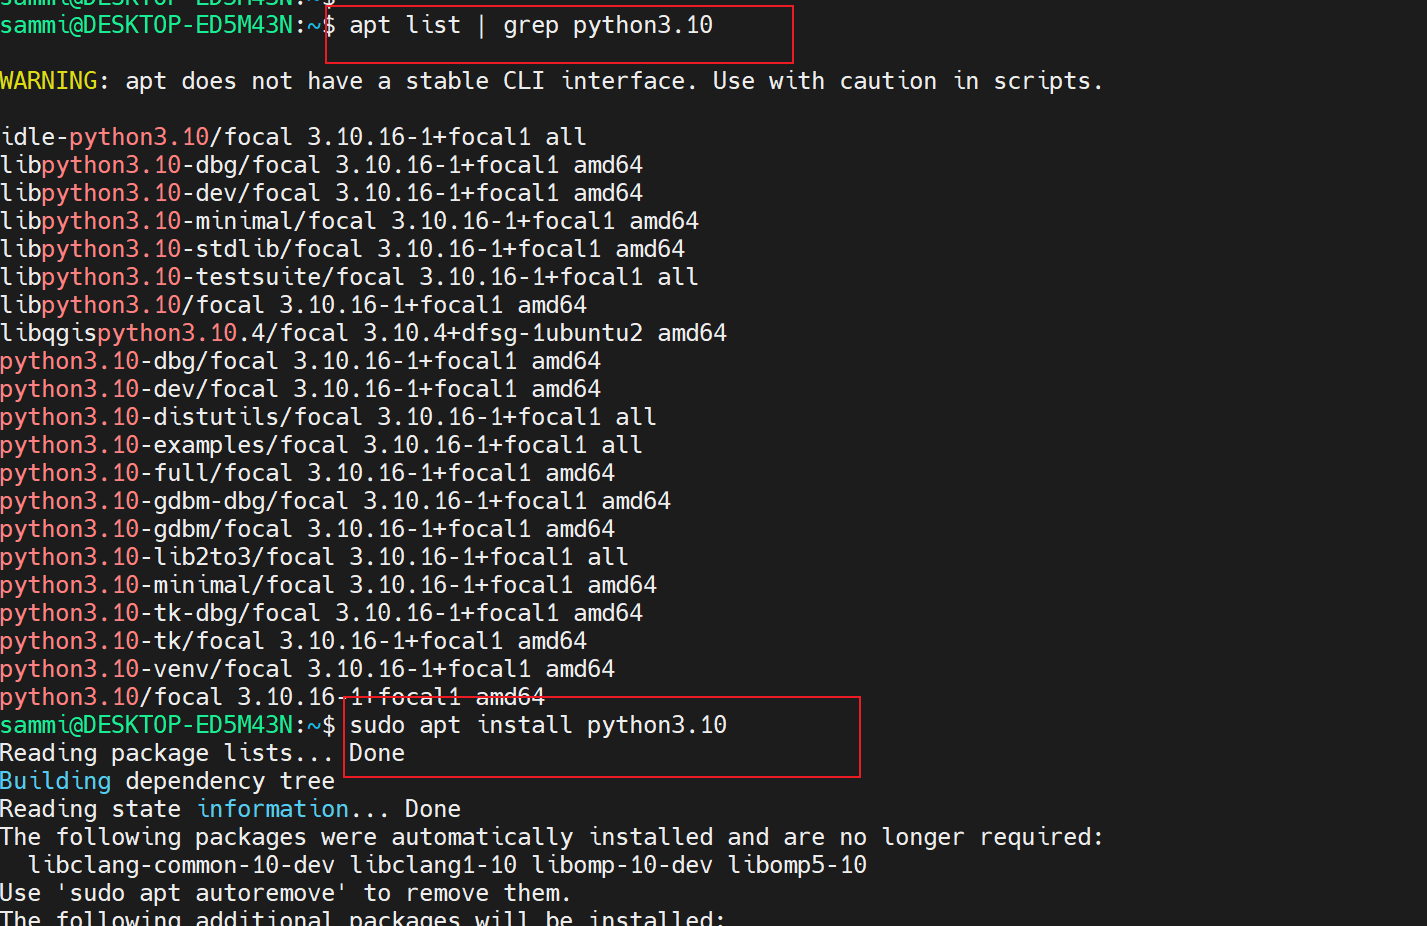 sammi@DESKTOP-ED5M43N:~$
sammi@DESKTOP-ED5M43N:~$ apt list | grep python3.10
WARNING: apt does not have a stable CLI interface. Use with caution in scripts.
idle-python3.10/focal 3.10.16-1+focal1 all
libpython3.10-dbg/focal 3.10.16-1+focal1 amd64
libpython3.10-dev/focal 3.10.16-1+focal1 amd64
libpython3.10-minimal/focal 3.10.16-1+focal1 amd64
libpython3.10-stdlib/focal 3.10.16-1+focal1 amd64
libpython3.10-testsuite/focal 3.10.16-1+focal1 all
libpython3.10/focal 3.10.16-1+focal1 amd64
libqgispython3.10.4/focal 3.10.4+dfsg-1ubuntu2 amd64
python3.10-dbg/focal 3.10.16-1+focal1 amd64
python3.10-dev/focal 3.10.16-1+focal1 amd64
python3.10-distutils/focal 3.10.16-1+focal1 all
python3.10-examples/focal 3.10.16-1+focal1 all
python3.10-full/focal 3.10.16-1+focal1 amd64
python3.10-gdbm-dbg/focal 3.10.16-1+focal1 amd64
python3.10-gdbm/focal 3.10.16-1+focal1 amd64
python3.10-lib2to3/focal 3.10.16-1+focal1 all
python3.10-minimal/focal 3.10.16-1+focal1 amd64
python3.10-tk-dbg/focal 3.10.16-1+focal1 amd64
python3.10-tk/focal 3.10.16-1+focal1 amd64
python3.10-venv/focal 3.10.16-1+focal1 amd64
python3.10/focal 3.10.16-1+focal1 amd64
sammi@DESKTOP-ED5M43N:~$ sudo apt install python3.10
Reading package lists... Done
Building dependency tree
Reading state information... Done
The following packages were automatically installed and are no longer required:
  libclang-common-10-dev libclang1-10 libomp-10-dev libomp5-10
Use 'sudo apt autoremove' to remove them.
The following additional packages will be installed: